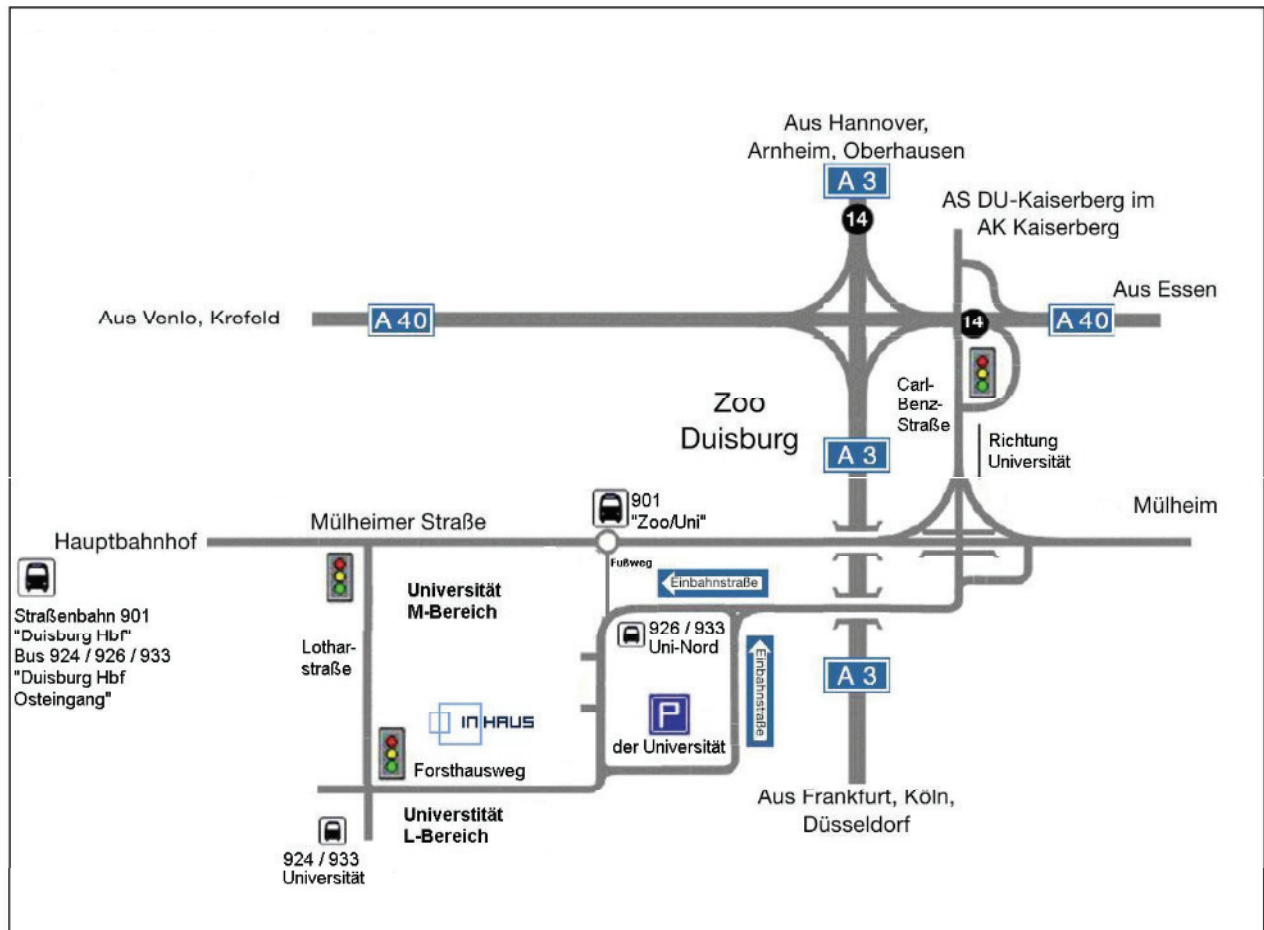 Aus Hannover,
Arnheim, Oberhausen
A 3
14
AS DU-Kaiserberg im
AK Kaiserberg
Aus Venlo, Krefeld
A 40
14
A 40
Aus Essen
Carl-
Benz-
Straße
Zoo
Duisburg
A 3
Richtung
Universität
901
"Zoo/Uni"
Mülheim
Mülheimer Straße
Hauptbahnhof
Fußweg
Straßenbahn 901
"Duisburg Hbf"
Bus 924 / 926 / 933
"Duisburg Hbf
Osteingang"
Universität
M-Bereich
Einbahnstraße
926 / 933
Uni-Nord
Lothar-
straße
Einbahnstraße
A 3
INHAUS
P
der Universität
Forsthausweg
Aus Frankfurt, Köln,
Düsseldorf
Universtität
L-Bereich
924 / 933
Universität